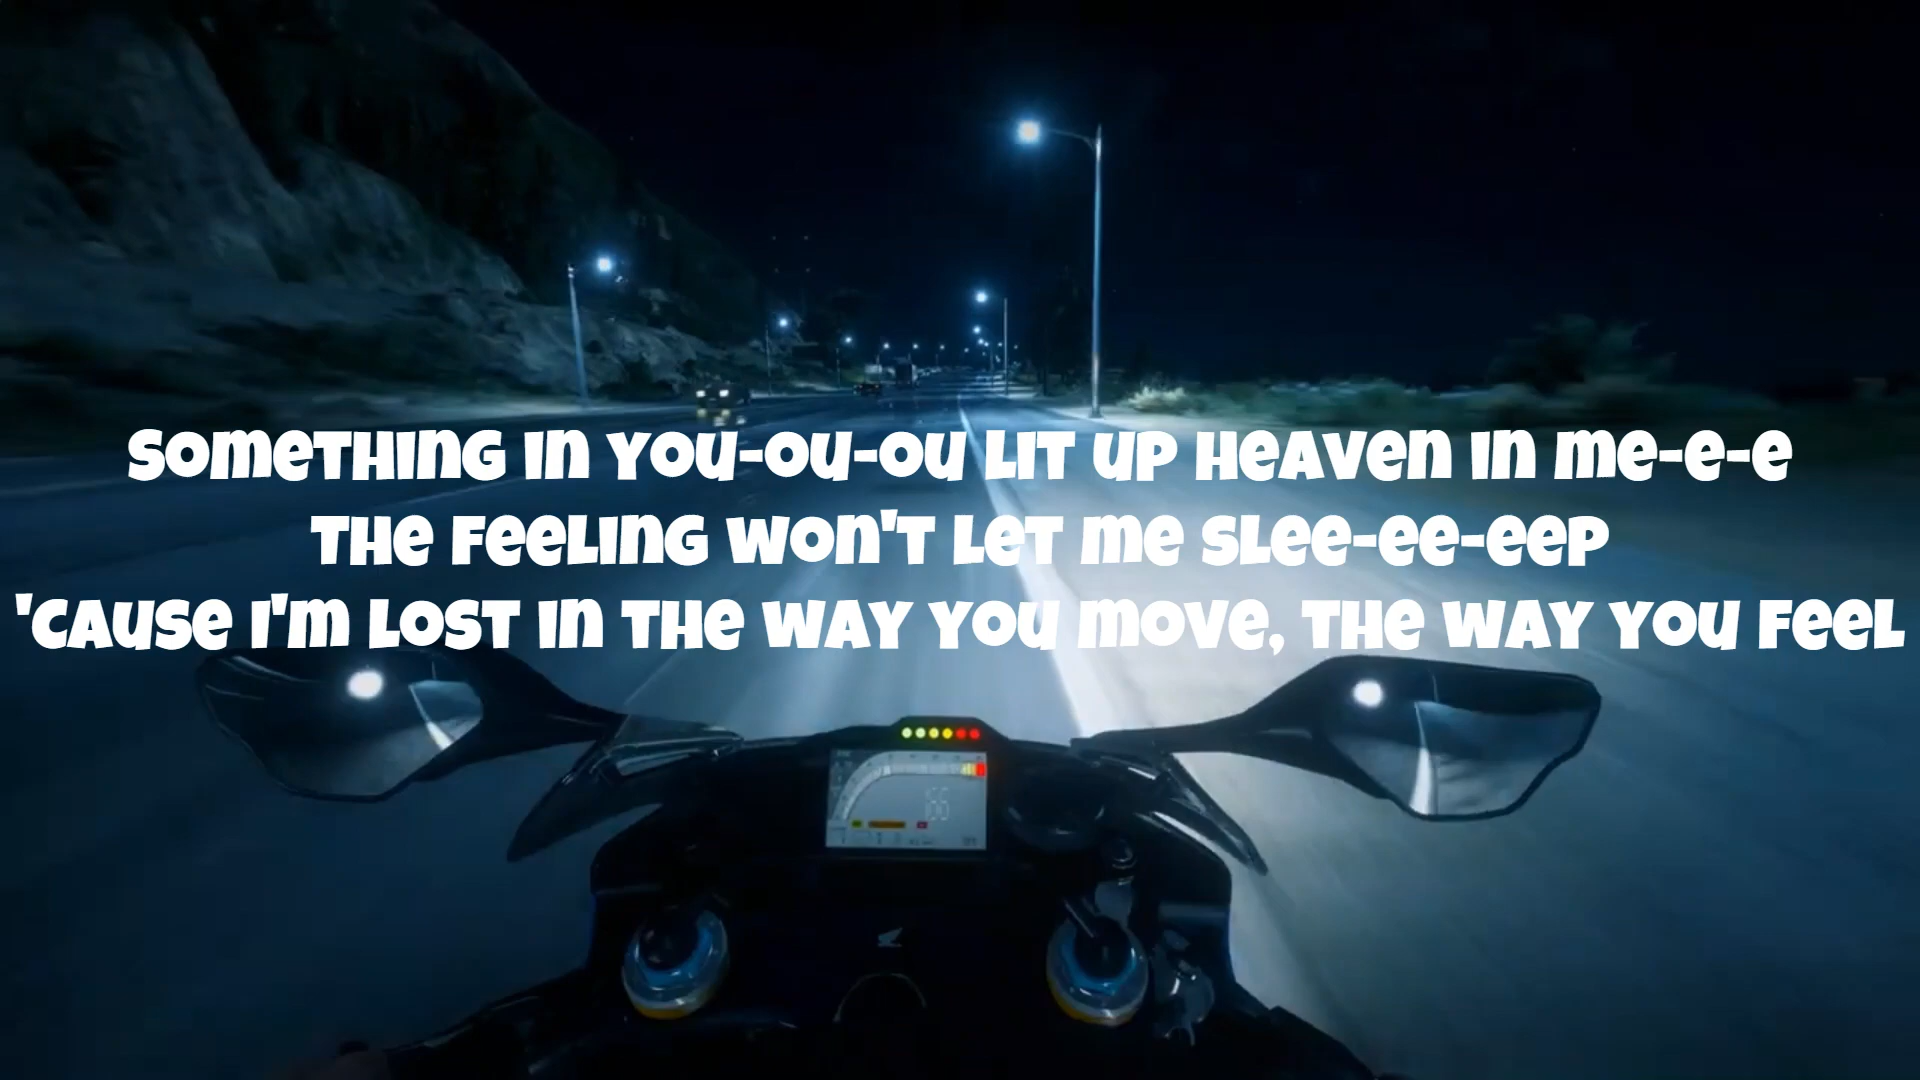 Something in you-ou-ou lit up heaven in me-e-e
The feeling won't let me slee-ee-eep
'Cause I'm lost in the way you move, the way you feel